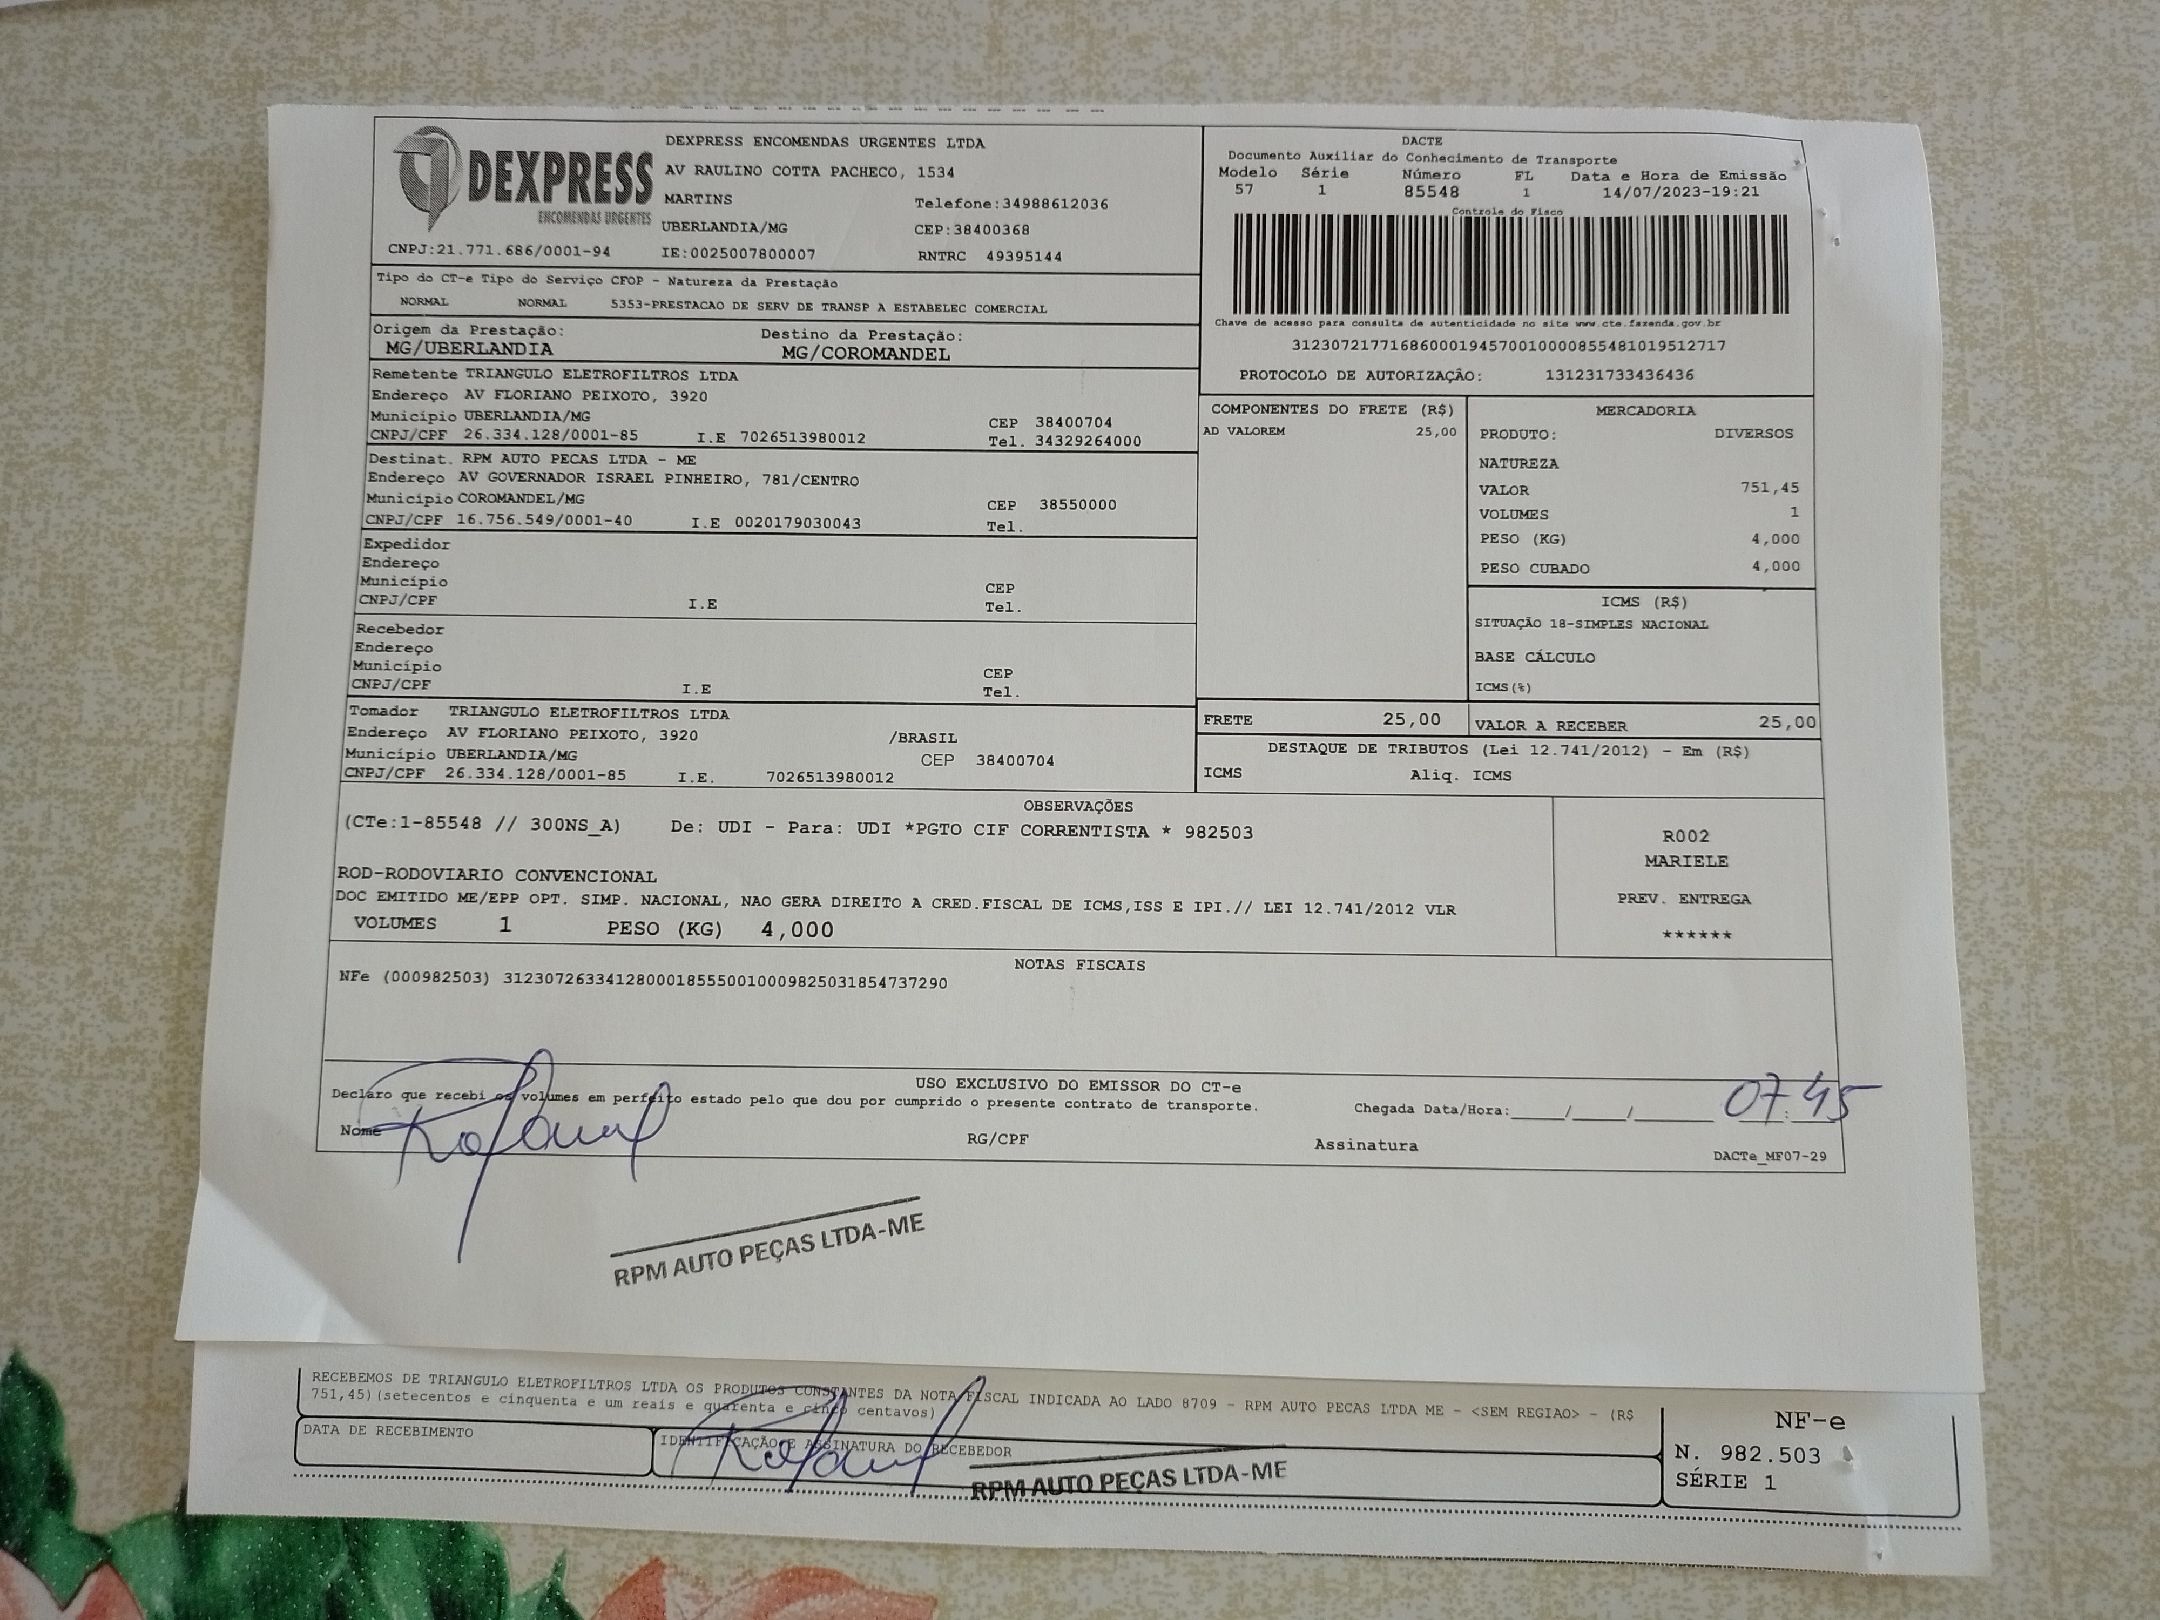 DEXPRESS
ENCOMENDAS URGENTES
DEXPRESS ENCOMENDAS URGENTES LTDA
AV RAULINO COTTA PACHECO, 1534
MARTINS Telefone:34988612036
UBERLANDIA/MG CEP:38400368
CNPJ:21.771.686/0001-94 IE:0025007800007 RNTRC 49395144
DACTE
Documento Auxiliar do Conhecimento de Transporte
Modelo Série Número FL Data e Hora de Emissão
57 1 85548 1 14/07/2023-19:21
Controle do Fisco
Chave de acesso para consulta de autenticidade no site www.cte.fazenda.gov.br
31230721771686000194570010000855481019512717
PROTOCOLO DE AUTORIZAÇÃO: 131231733436436
Tipo do CT-e Tipo do Serviço CFOP - Natureza da Prestação
NORMAL NORMAL 5353-PRESTACAO DE SERV DE TRANSP A ESTABELEC COMERCIAL
Origem da Prestação: Destino da Prestação:
MG/UBERLANDIA MG/COROMANDEL
Remetente TRIANGULO ELETROFILTROS LTDA
Endereço AV FLORIANO PEIXOTO, 3920
Município UBERLANDIA/MG CEP 38400704
CNPJ/CPF 26.334.128/0001-85 I.E 7026513980012 Tel. 34329264000
Destinat. RPM AUTO PECAS LTDA - ME
Endereço AV GOVERNADOR ISRAEL PINHEIRO, 781/CENTRO
Município COROMANDEL/MG CEP 38550000
CNPJ/CPF 16.756.549/0001-40 I.E 0020179030043 Tel.
Expedidor
Endereço
Município CEP
CNPJ/CPF I.E Tel.
Recebedor
Endereço
Município CEP
CNPJ/CPF I.E Tel.
Tomador TRIANGULO ELETROFILTROS LTDA
Endereço AV FLORIANO PEIXOTO, 3920 /BRASIL
Município UBERLANDIA/MG CEP 38400704
CNPJ/CPF 26.334.128/0001-85 I.E. 7026513980012
COMPONENTES DO FRETE (R$)
AD VALOREM 25,00
MERCADORIA
PRODUTO: DIVERSOS
NATUREZA
VALOR 751,45
VOLUMES 1
PESO (KG) 4,000
PESO CUBADO 4,000
ICMS (R$)
SITUAÇÃO 18-SIMPLES NACIONAL
BASE CÁLCULO
ICMS(%)
FRETE 25,00 VALOR A RECEBER 25,00
DESTAQUE DE TRIBUTOS (Lei 12.741/2012) - Em (R$)
ICMS Aliq. ICMS
OBSERVAÇÕES
(CTe:1-85548 // 300NS_A) De: UDI - Para: UDI *PGTO CIF CORRENTISTA * 982503
ROD-RODOVIARIO CONVENCIONAL
DOC EMITIDO ME/EPP OPT. SIMP. NACIONAL, NAO GERA DIREITO A CRED.FISCAL DE ICMS,ISS E IPI.// LEI 12.741/2012 VLR
VOLUMES 1 PESO (KG) 4,000
R002
MARIELE
PREV. ENTREGA
******
NOTAS FISCAIS
NFe (000982503) 31230726334128000185550010009825031854737290
USO EXCLUSIVO DO EMISSOR DO CT-e
Declaro que recebi os volumes em perfeito estado pelo que dou por cumprido o presente contrato de transporte. Chegada Data/Hora:____/____/______ 07:45
Nome RG/CPF Assinatura
DACTe_MF07-29
RPM AUTO PEÇAS LTDA-ME
RECEBEMOS DE TRIANGULO ELETROFILTROS LTDA OS PRODUTOS CONSTANTES DA NOTA FISCAL INDICADA AO LADO 8709 - RPM AUTO PECAS LTDA ME - <SEM REGIAO> - (R$
751,45)(setecentos e cinquenta e um reais e quarenta e cinco centavos)
DATA DE RECEBIMENTO IDENTIFICAÇÃO E ASSINATURA DO RECEBEDOR
RPM AUTO PEÇAS LTDA-ME
NF-e
N. 982.503
SÉRIE 1